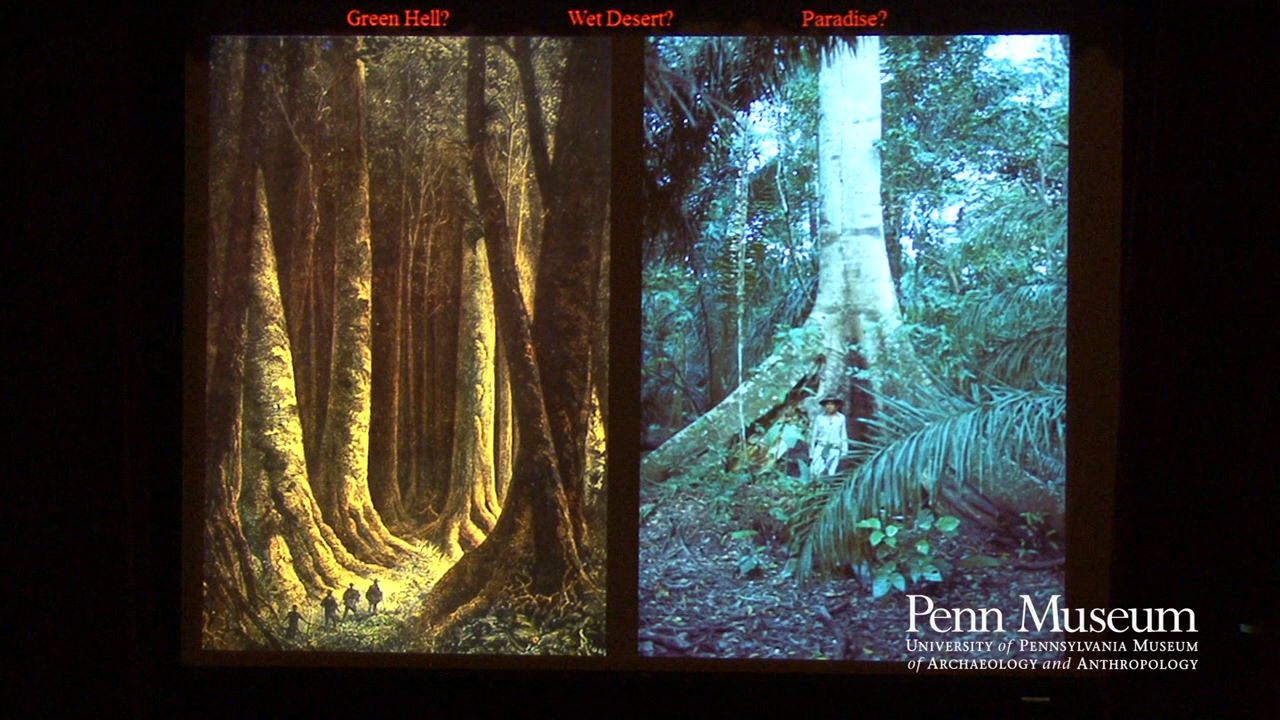 Green Hell? Wet Desert? Paradise?
Penn Museum
University of Pennsylvania Museum
of Archaeology and Anthropology